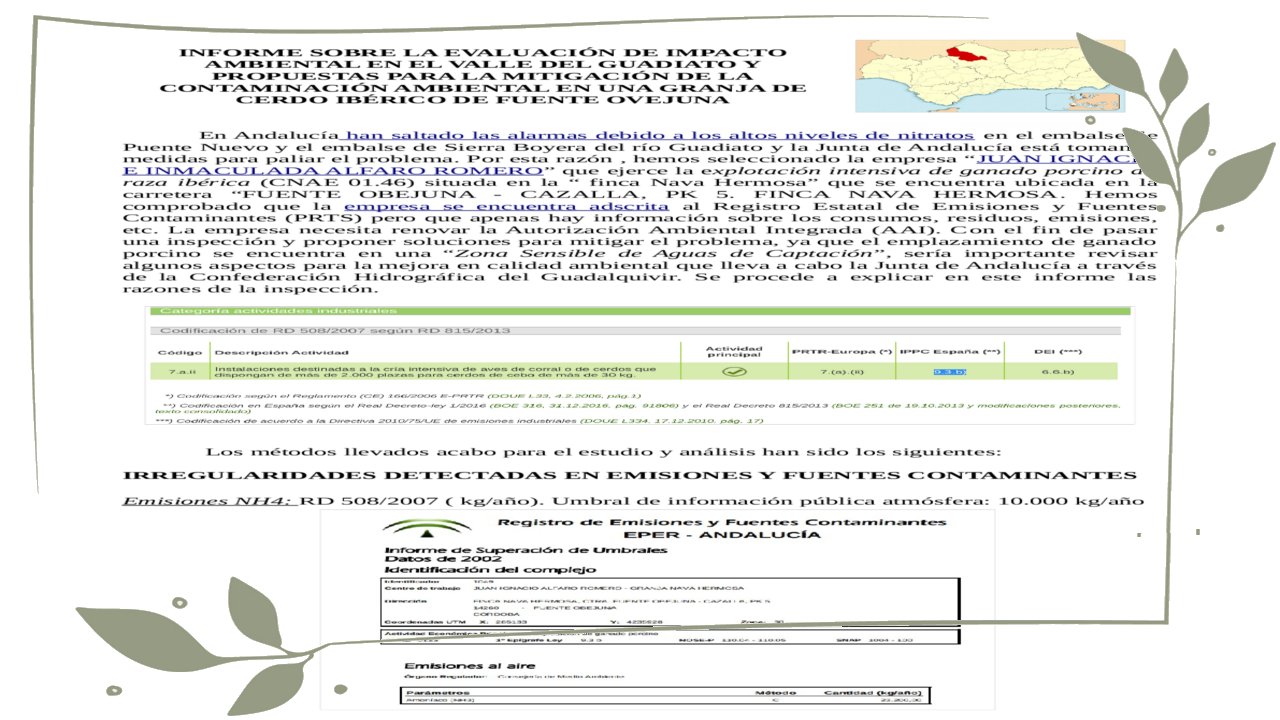 INFORME SOBRE LA EVALUACIÓN DE IMPACTO
AMBIENTAL EN EL VALLE DEL GUADIATO Y
PROPUESTAS PARA LA MITIGACIÓN DE LA
CONTAMINACIÓN AMBIENTAL EN UNA GRANJA DE
CERDO IBÉRICO DE FUENTE OVEJUNA
En Andalucía han saltado las alarmas debido a los altos niveles de nitratos en el embalse de
Puente Nuevo y el embalse de Sierra Boyera del río Guadiato y la Junta de Andalucía está
medidas para paliar el problema. Por esta razón , hemos seleccionado la empresa “JUAN
E INMACULADA ALFARO ROMERO” que ejerce la explotación intensiva de ganado porcino
raza ibérica (CNAE 01.46) situada en la “ finca Nava Hermosa” que se encuentra ubicada en la
carretera “FUENTE OBEJUNA - CAZALLA, PK 5. FINCA NAVA HERMOSA. Hemos
comprobado que la empresa se encuentra adscrita al Registro Estatal de Emisiones y Fuentes
Contaminantes (PRTS) pero que apenas hay información sobre los consumos, residuos, emisiones,
etc. La empresa necesita renovar la Autorización Ambiental Integrada (AAI). Con el fin de pasar
una inspección y proponer soluciones para mitigar el problema, ya que el emplazamiento de ganado
porcino se encuentra en una “Zona Sensible de Aguas de Captación”, sería importante revisar
algunos aspectos para la mejora en calidad ambiental que lleva a cabo la Junta de Andalucía a través
de la Confederación Hidrográfica del Guadalquivir. Se procede a explicar en este informe las
razones de la inspección.
Categoría actividades industriales
Codificación de RD 508/2007 según RD 815/2013
Código Descripción Actividad Actividad principal PRTR-Europa (*) IPPC España (**) DEI (***)
7.a.ii Instalaciones destinadas a la cría intensiva de aves de corral o de cerdos que 7.(a).(ii) 9.3.b) 6.6.b)
dispongan de más de 2.000 plazas para cerdos de cebo de más de 30 kg.
*) Codificación según el Reglamento (CE) 166/2006 E-PRTR (DOUE L33, 4.2.2006, pág.1)
**) Codificación en España según el Real Decreto-ley 1/2016 (BOE 316, 31.12.2016, pág. 91806) y el Real Decreto 815/2013 (BOE 251 de 19.10.2013 y modificaciones posteriores,
texto consolidado)
***) Codificación de acuerdo a la Directiva 2010/75/UE de emisiones industriales (DOUE L334, 17.12.2010, pág. 17)
Los métodos llevados acabo para el estudio y análisis han sido los siguientes:
IRREGULARIDADES DETECTADAS EN EMISIONES Y FUENTES CONTAMINANTES
Emisiones NH4: RD 508/2007 ( kg/año). Umbral de información pública atmósfera: 10.000 kg/año
Registro de Emisiones y Fuentes Contaminantes
EPER - ANDALUCÍA
Informe de Superación de Umbrales
Datos de 2002
Identificación del complejo
Identificador
Centro de trabajo JUAN IGNACIO ALFARO ROMERO - GRANJA NAVA HERMOSA
Dirección FINCA NAVA HERMOSA, CTRA. FUENTE OBEJUNA - CAZALLA, PK 5
14290 - FUENTE OBEJUNA
CÓRDOBA
Coordenadas UTM X: Y: Zona: 30
Actividad Económica de ganado porcino
1º Epígrafe Ley 9.3 NOSE-P 110.04 - 110.05 SNAP
Emisiones al aire
Órgano Regulador: Consejería de Medio Ambiente
Parámetros Método Cantidad (kg/año)
Amoniaco (NH3) C